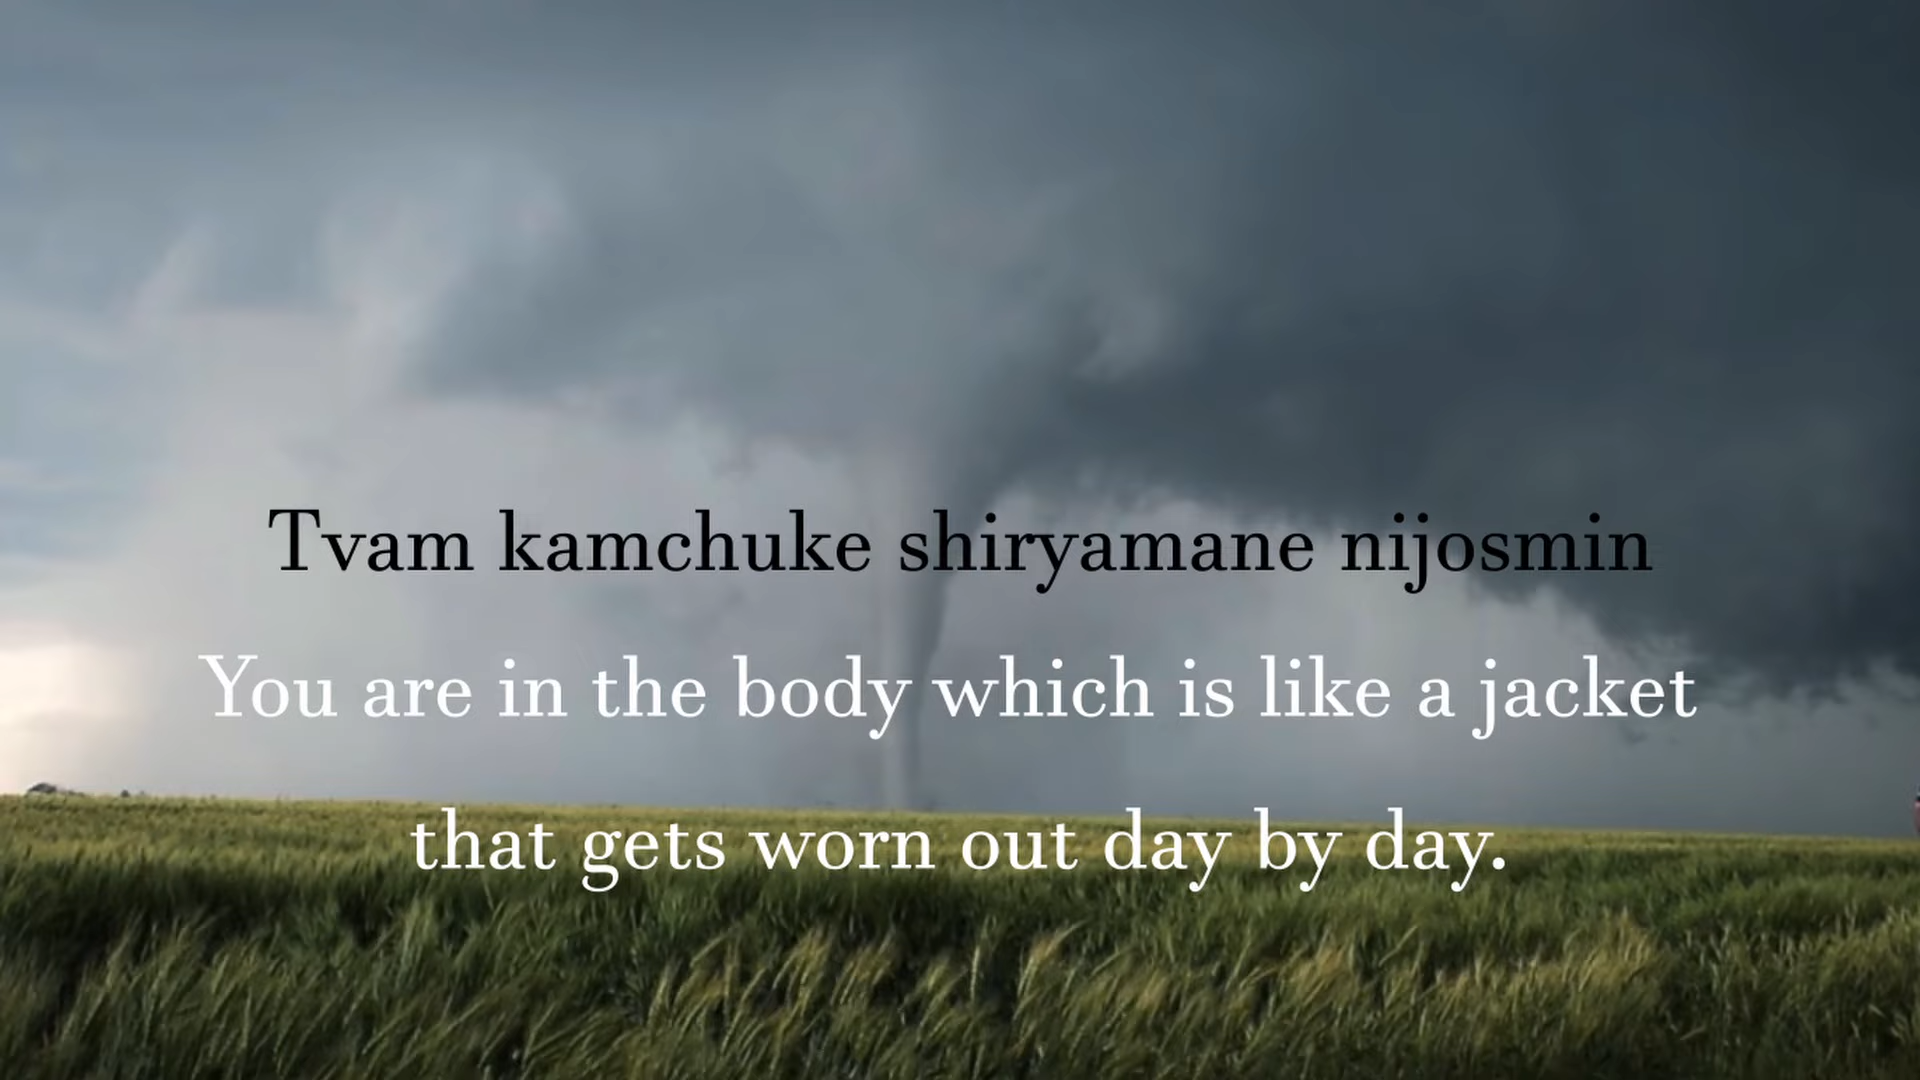 Tvam kamchuke shiryamane nijosmin
You are in the body which is like a jacket
that gets worn out day by day.